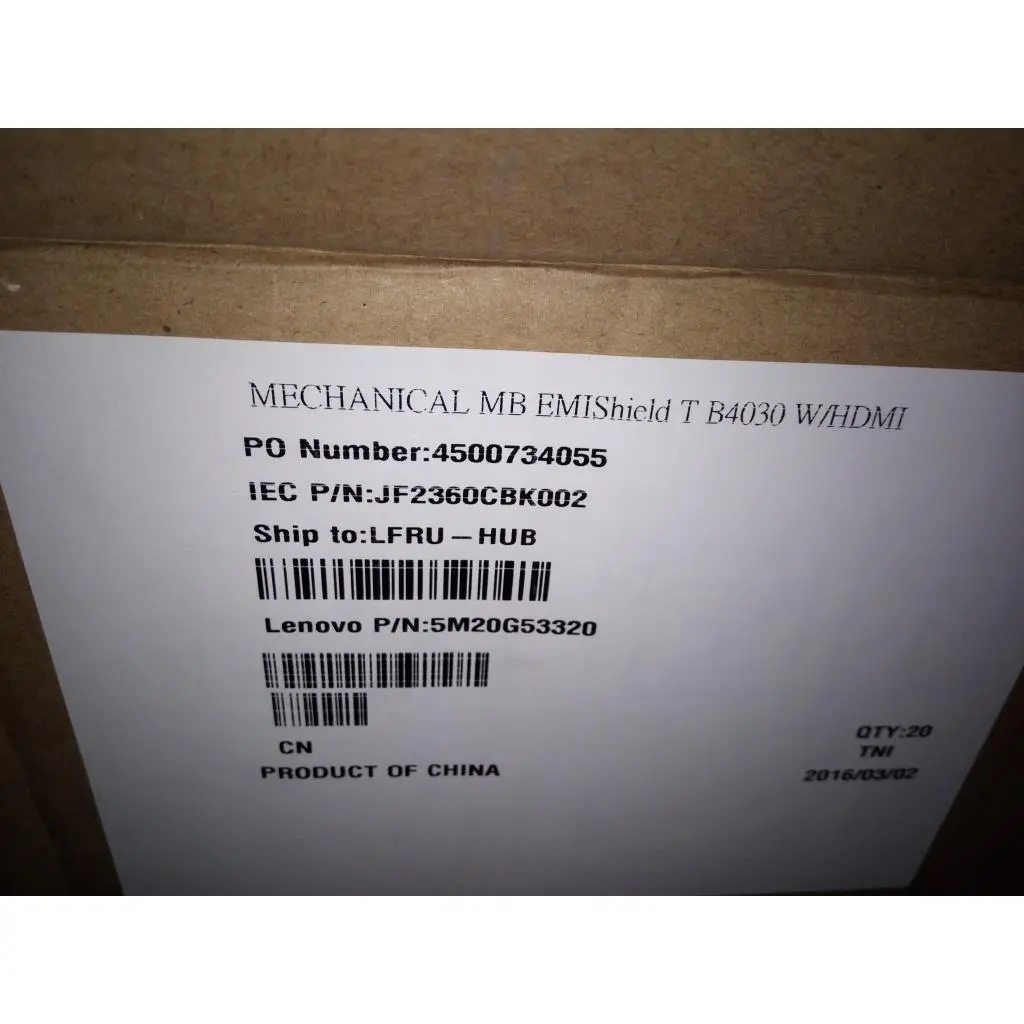 MECHANICAL MB EMIShield T B4030 W/HDMI
PO Number:4500734055
IEC P/N:JF2360CBK002
Ship to:LFRU-HUB
Lenovo P/N:5M20G53320
CN
PRODUCT OF CHINA
QTY:20
TNI
2016/03/02